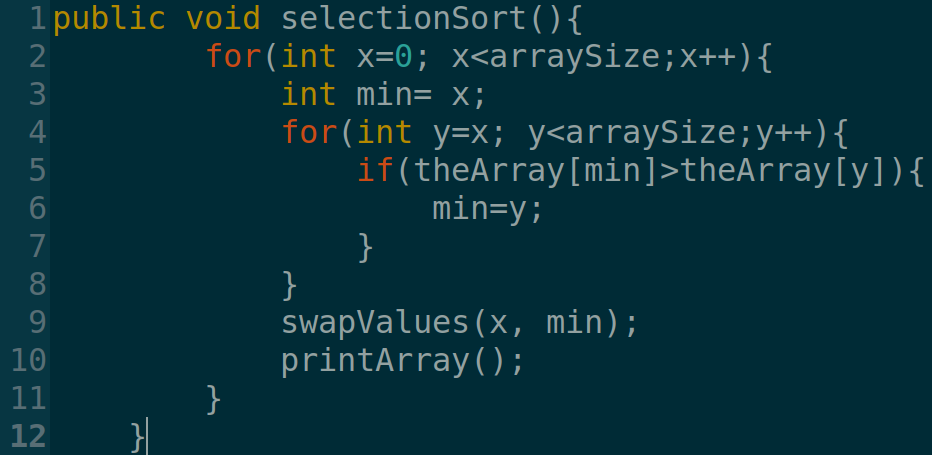 1 public void selectionSort(){
2         for(int x=0; x<arraySize;x++){
3             int min= x;
4             for(int y=x; y<arraySize;y++){
5                 if(theArray[min]>theArray[y]){
6                     min=y;
7                 }
8             }
9             swapValues(x, min);
10             printArray();
11         }
12     }